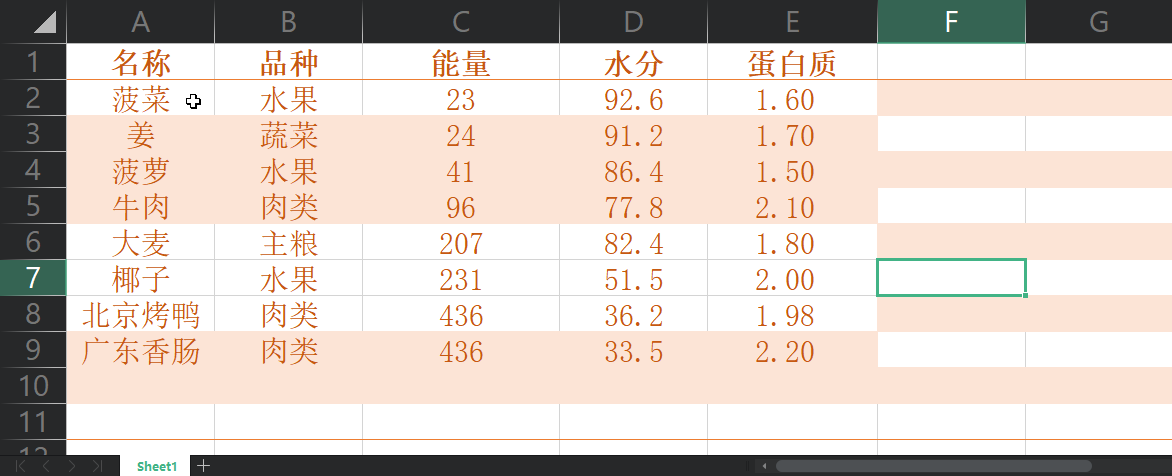 A B C D E F G
1 名称 品种 能量 水分 蛋白质
2 菠菜 水果 23 92.6 1.60
3 姜 蔬菜 24 91.2 1.70
4 菠萝 水果 41 86.4 1.50
5 牛肉 肉类 96 77.8 2.10
6 大麦 主粮 207 82.4 1.80
7 椰子 水果 231 51.5 2.00
8 北京烤鸭 肉类 436 36.2 1.98
9 广东香肠 肉类 436 33.5 2.20
10
11
12
Sheet1